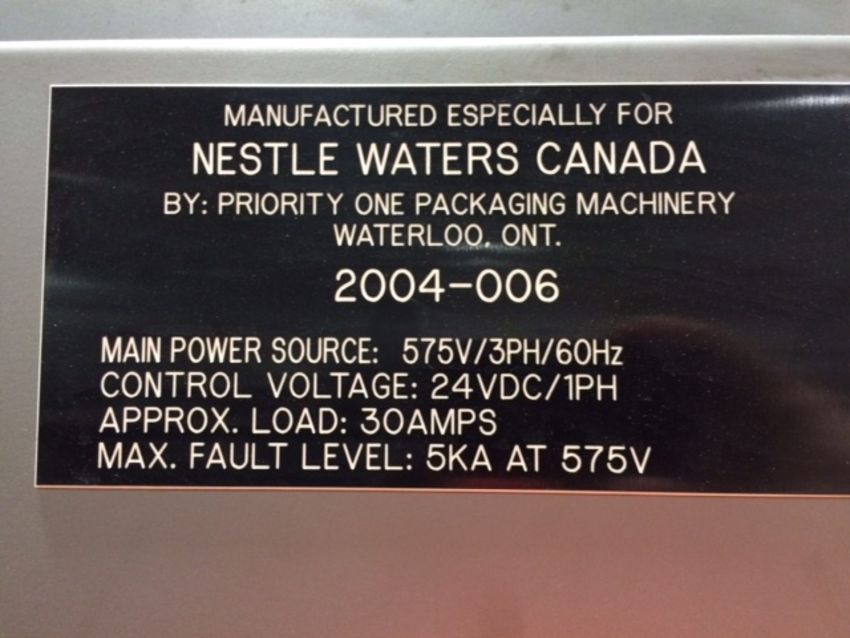 MANUFACTURED ESPECIALLY FOR
NESTLE WATERS CANADA
BY: PRIORITY ONE PACKAGING MACHINERY
WATERLOO, ONT.
2004-006
MAIN POWER SOURCE: 575V/3PH/60Hz
CONTROL VOLTAGE: 24VDC/1PH
APPROX. LOAD: 30AMPS
MAX. FAULT LEVEL: 5KA AT 575V